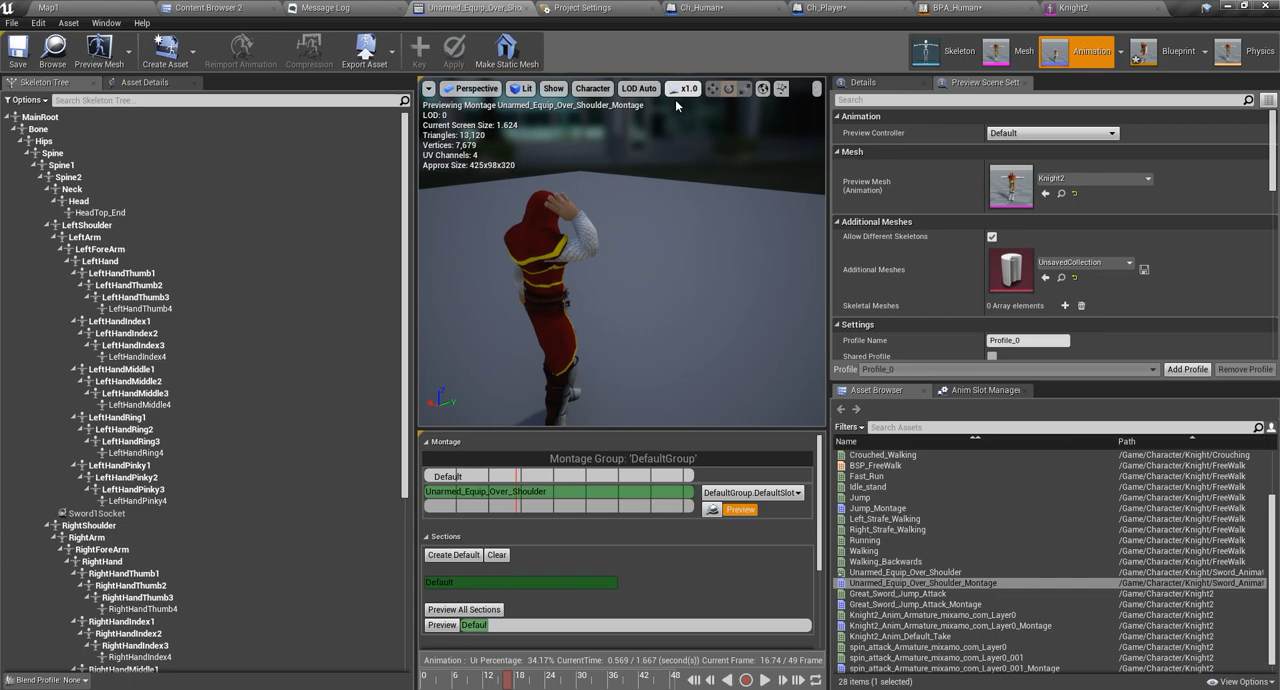 Map1
Content Browser 2
Message Log
Unarmed_Equip_Over_Sho
Project Settings
Ch_Human*
Ch_Player*
BPA_Human*
Knight2
File
Edit
Asset
Window
Help
Save
Browse
Preview Mesh
Create Asset
Reimport Animation
Compression
Export Asset
Key
Apply
Make Static Mesh
Skeleton
Mesh
Animation
Blueprint
Physics
Skeleton Tree
Asset Details
Options
Search Skeleton Tree...
MainRoot
Bone
Hips
Spine
Spine1
Spine2
Neck
Head
HeadTop_End
LeftShoulder
LeftArm
LeftForeArm
LeftHand
LeftHandThumb1
LeftHandThumb2
LeftHandThumb3
LeftHandThumb4
LeftHandIndex1
LeftHandIndex2
LeftHandIndex3
LeftHandIndex4
LeftHandMiddle1
LeftHandMiddle2
LeftHandMiddle3
LeftHandMiddle4
LeftHandRing1
LeftHandRing2
LeftHandRing3
LeftHandRing4
LeftHandPinky1
LeftHandPinky2
LeftHandPinky3
LeftHandPinky4
Sword1Socket
RightShoulder
RightArm
RightForeArm
RightHand
RightHandThumb1
RightHandThumb2
RightHandThumb3
RightHandThumb4
RightHandIndex1
RightHandIndex2
RightHandIndex3
RightHandIndex4
RightHandMiddle1
Blend Profile: None
Perspective
Lit
Show
Character
LOD Auto
x1.0
Previewing Montage Unarmed_Equip_Over_Shoulder_Montage
LOD: 0
Current Screen Size: 1.624
Triangles: 13,120
Vertices: 7,679
UV Channels: 4
Approx Size: 425x98x320
Z
Y
Montage
Montage Group: 'DefaultGroup'
Default
Unarmed_Equip_Over_Shoulder
DefaultGroup.DefaultSlot
Preview
Sections
Create Default
Clear
Default
Preview All Sections
Preview
Defaul
Animation : Ur Percentage: 34.17% CurrentTime: 0.569 / 1.667 (second(s)) Current Frame: 16.74 / 49 Frame
0 6 12 18 24 30 36 42 48
Details
Preview Scene Sett
Search
Animation
Preview Controller
Default
Mesh
Preview Mesh
(Animation)
Knight2
Additional Meshes
Allow Different Skeletons
Additional Meshes
UnsavedCollection
Skeletal Meshes
0 Array elements
Settings
Profile Name
Profile_0
Shared Profile
Profile
Profile_0
Add Profile
Remove Profile
Asset Browser
Anim Slot Manager
Filters
Search Assets
Name
Path
Crouched_Walking /Game/Character/Knight/Crouching
BSP_FreeWalk /Game/Character/Knight/FreeWalk
Fast_Run /Game/Character/Knight/FreeWalk
Idle_stand /Game/Character/Knight/FreeWalk
Jump /Game/Character/Knight/FreeWalk
Jump_Montage /Game/Character/Knight/FreeWalk
Left_Strafe_Walking /Game/Character/Knight/FreeWalk
Right_Strafe_Walking /Game/Character/Knight/FreeWalk
Running /Game/Character/Knight/FreeWalk
Walking /Game/Character/Knight/FreeWalk
Walking_Backwards /Game/Character/Knight/FreeWalk
Unarmed_Equip_Over_Shoulder /Game/Character/Knight/Sword_Animat
Unarmed_Equip_Over_Shoulder_Montage /Game/Character/Knight/Sword_Animat
Great_Sword_Jump_Attack /Game/Character/Knight2
Great_Sword_Jump_Attack_Montage /Game/Character/Knight2
Knight2_Anim_Armature_mixamo_com_Layer0 /Game/Character/Knight2
Knight2_Anim_Armature_mixamo_com_Layer0_Montage /Game/Character/Knight2
Knight2_Anim_Default_Take /Game/Character/Knight2
spin_attack_Armature_mixamo_com_Layer0 /Game/Character/Knight2
spin_attack_Armature_mixamo_com_Layer0_001 /Game/Character/Knight2
spin_attack_Armature_mixamo_com_Layer0_001_Montage /Game/Character/Knight2
28 items (1 selected)
View Options